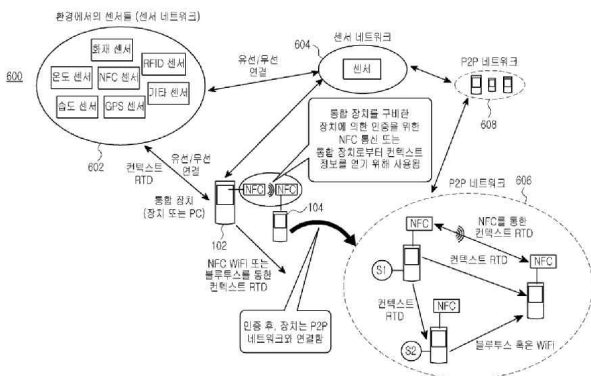 환경에서의 센서들 (센서 네트워크)
600
화재 센서
RFID 센서
온도 센서
NFC 센서
기타 센서
습도 센서
GPS 센서
602
유선/무선
연결
604
센서 네트워크
센서
P2P 네트워크
608
통합 장치를 구비한
장치에 의한 인증을 위한
NFC 통신 또는
통합 장치로부터 컨텍스트
정보를 얻기 위해 사용됨
컨텍스트
RTD
유선/무선
연결
통합 장치
(장치 또는 PC)
102
NFC
NFC
104
NFC WiFi 또는
블루투스를 통한
컨텍스트 RTD
인증 후, 장치는 P2P
네트워크와 연결함
P2P 네트워크
606
NFC
NFC를 통한
컨텍스트 RTD
NFC
S1
컨텍스트 RTD
컨텍스트
RTD
NFC
S2
블루투스 혹은 WiFi